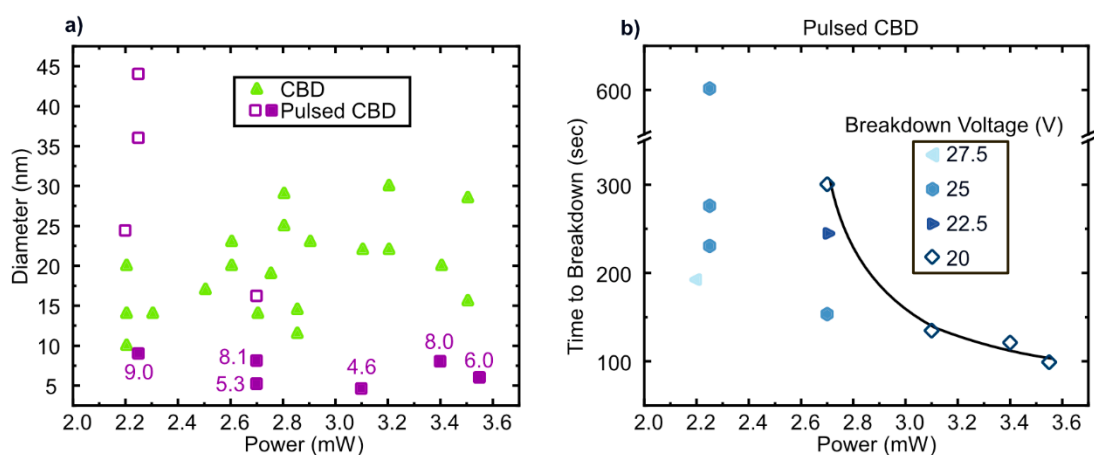 a)
Diameter (nm)
45
40
35
30
25
20
15
10
5
CBD
Pulsed CBD
9.0
8.1
5.3
4.6
8.0
6.0
2.0 2.2 2.4 2.6 2.8 3.0 3.2 3.4 3.6
Power (mW)
b)
Pulsed CBD
Time to Breakdown (sec)
600
300
200
100
Breakdown Voltage (V)
27.5
25
22.5
20
2.0 2.2 2.4 2.6 2.8 3.0 3.2 3.4 3.6
Power (mW)